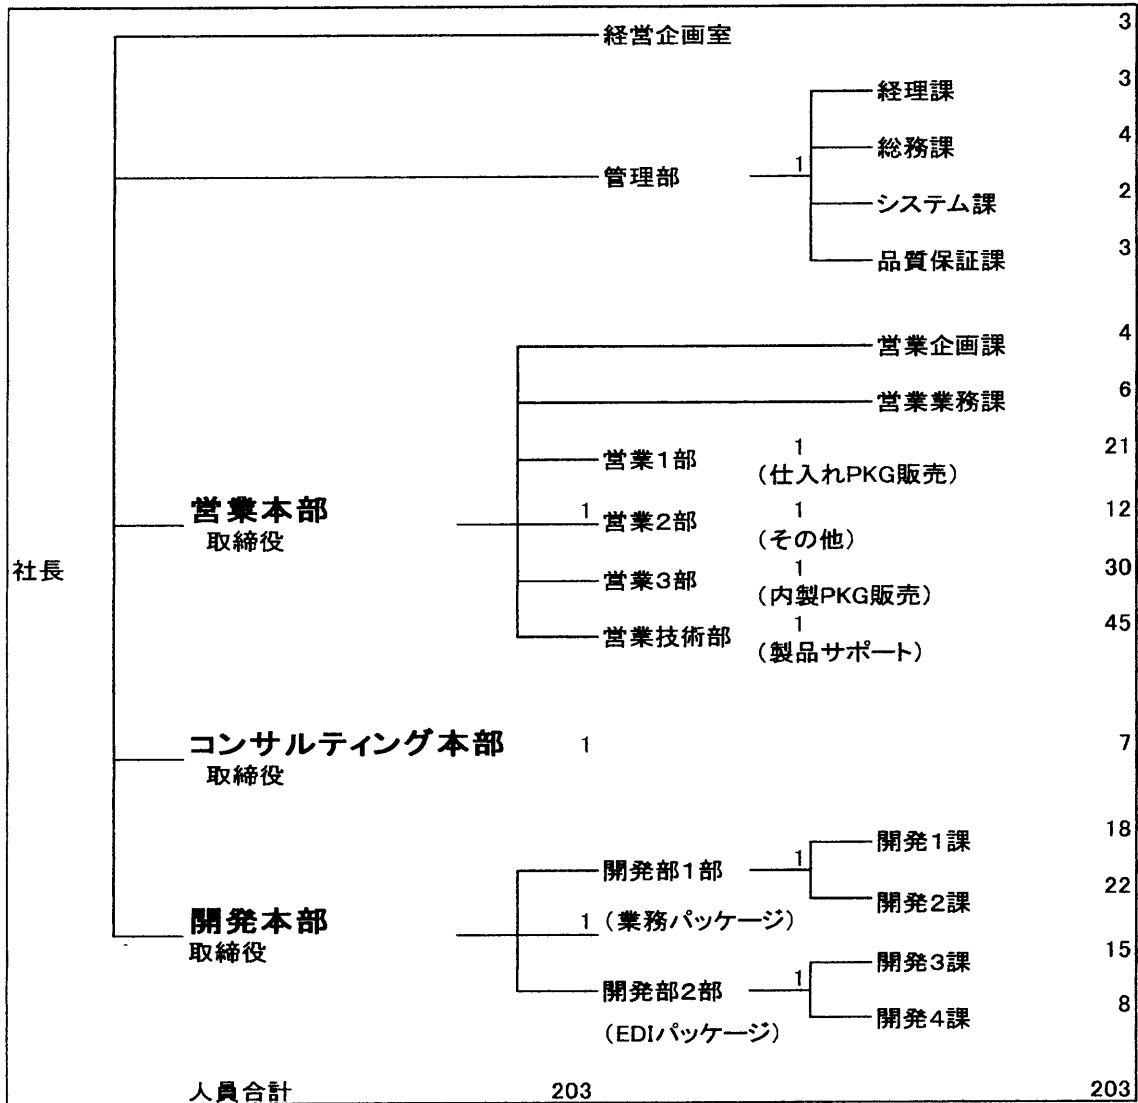 経営企画室 3
経理課 3
総務課 4
管理部 1
システム課 2
品質保証課 3
営業企画課 4
営業業務課 6
営業1部 1 21
(仕入れPKG販売)
営業本部 1 営業2部 1 12
取締役 (その他)
社長
営業3部 1 30
(内製PKG販売)
営業技術部 1 45
(製品サポート)
コンサルティング本部 1 7
取締役
開発1課 18
開発部1部 1
開発2課 22
開発本部 1 (業務パッケージ)
取締役
開発3課 15
開発部2部 1
開発4課 8
(EDIパッケージ)
人員合計 203 203